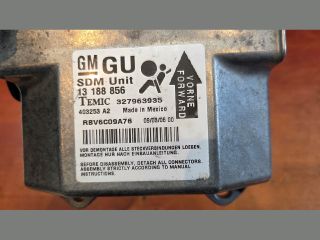 GM GU
SDM Unit
13 188 856
TEMIC 327963935
403253 A2 Made in Mexico
R8V6C09A76 09/08/06 00
VORNE
FORWARD
VOR DEMONTAGE ALLE STECKVERBINDUNGEN LOESEN,
MONTAGE NUR NACH EINBAUANLEITUNG.
BEFORE DISASSEMBLY, DETACH ALL CONNECTORS.
ASSEMBLY STRICTLY ACCORDING TO MANUAL
INSTRUCTIONS.